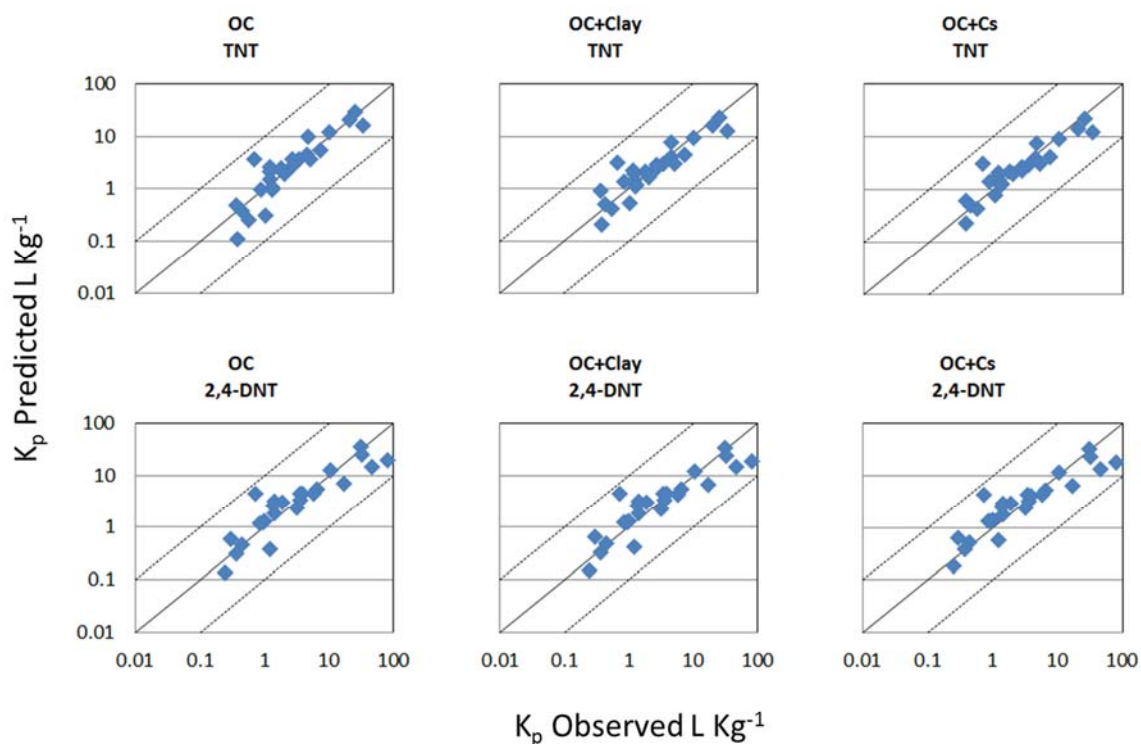 OC
TNT
OC+Clay
TNT
OC+Cs
TNT
100
10
1
0.1
0.01
K_p Predicted L Kg⁻¹
OC
2,4-DNT
OC+Clay
2,4-DNT
OC+Cs
2,4-DNT
100
10
1
0.1
0.01
0.01 0.1 1 10 100
0.01 0.1 1 10 100
0.01 0.1 1 10 100
K_p Observed L Kg⁻¹